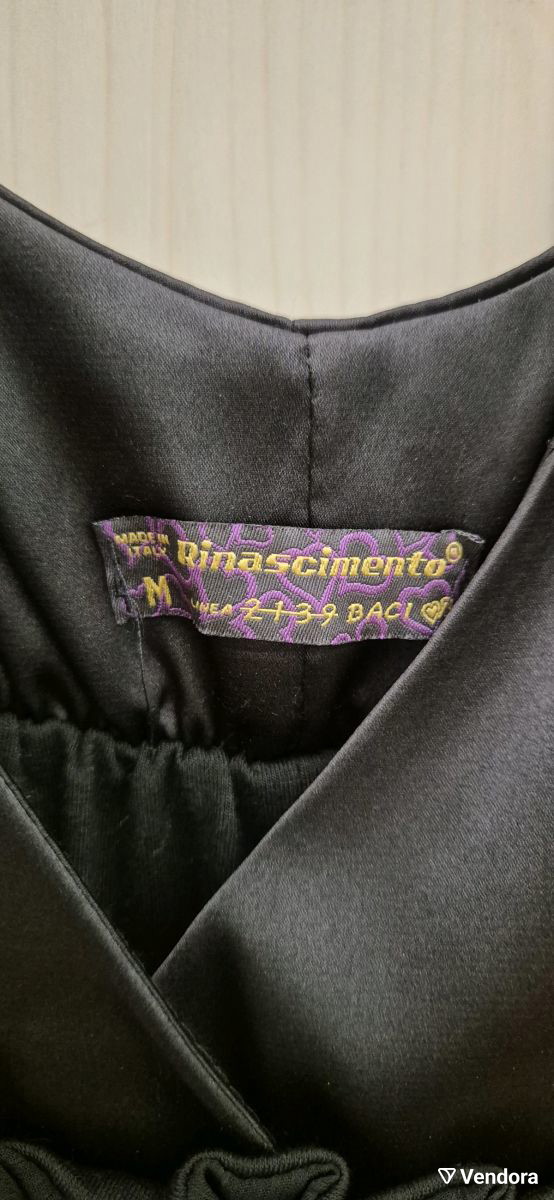 MADE IN
ITALY
Rinascimento®
M LINEA 2139 BACI
Vendora